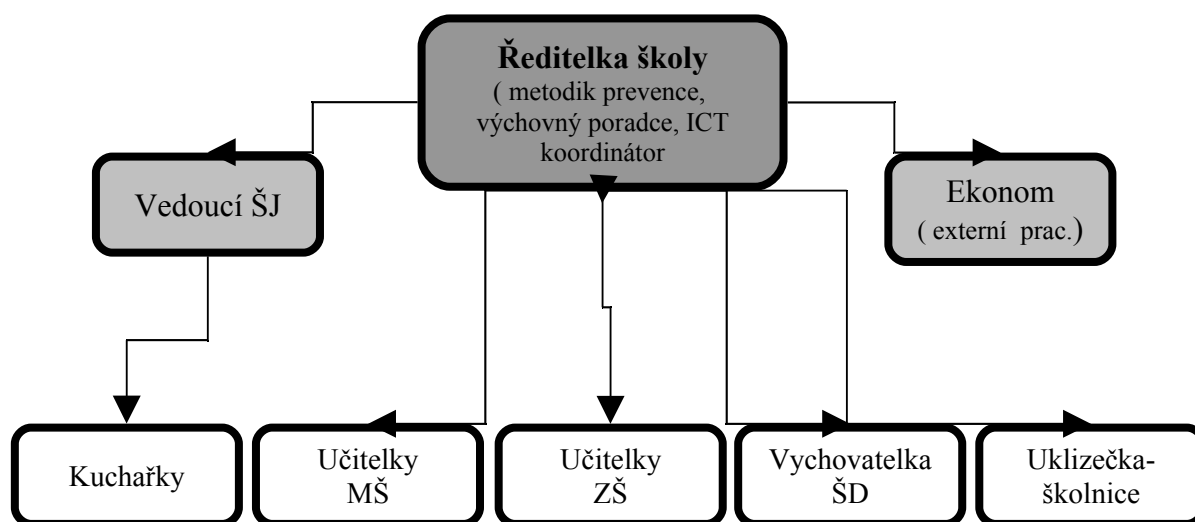 Ředitelka školy
( metodik prevence,
výchovný poradce, ICT
koordinátor
Vedoucí ŠJ
Ekonom
( externí prac.)
Kuchařky
Učitelky
MŠ
Učitelky
ZŠ
Vychovatelka
ŠD
Uklizečka-
školnice